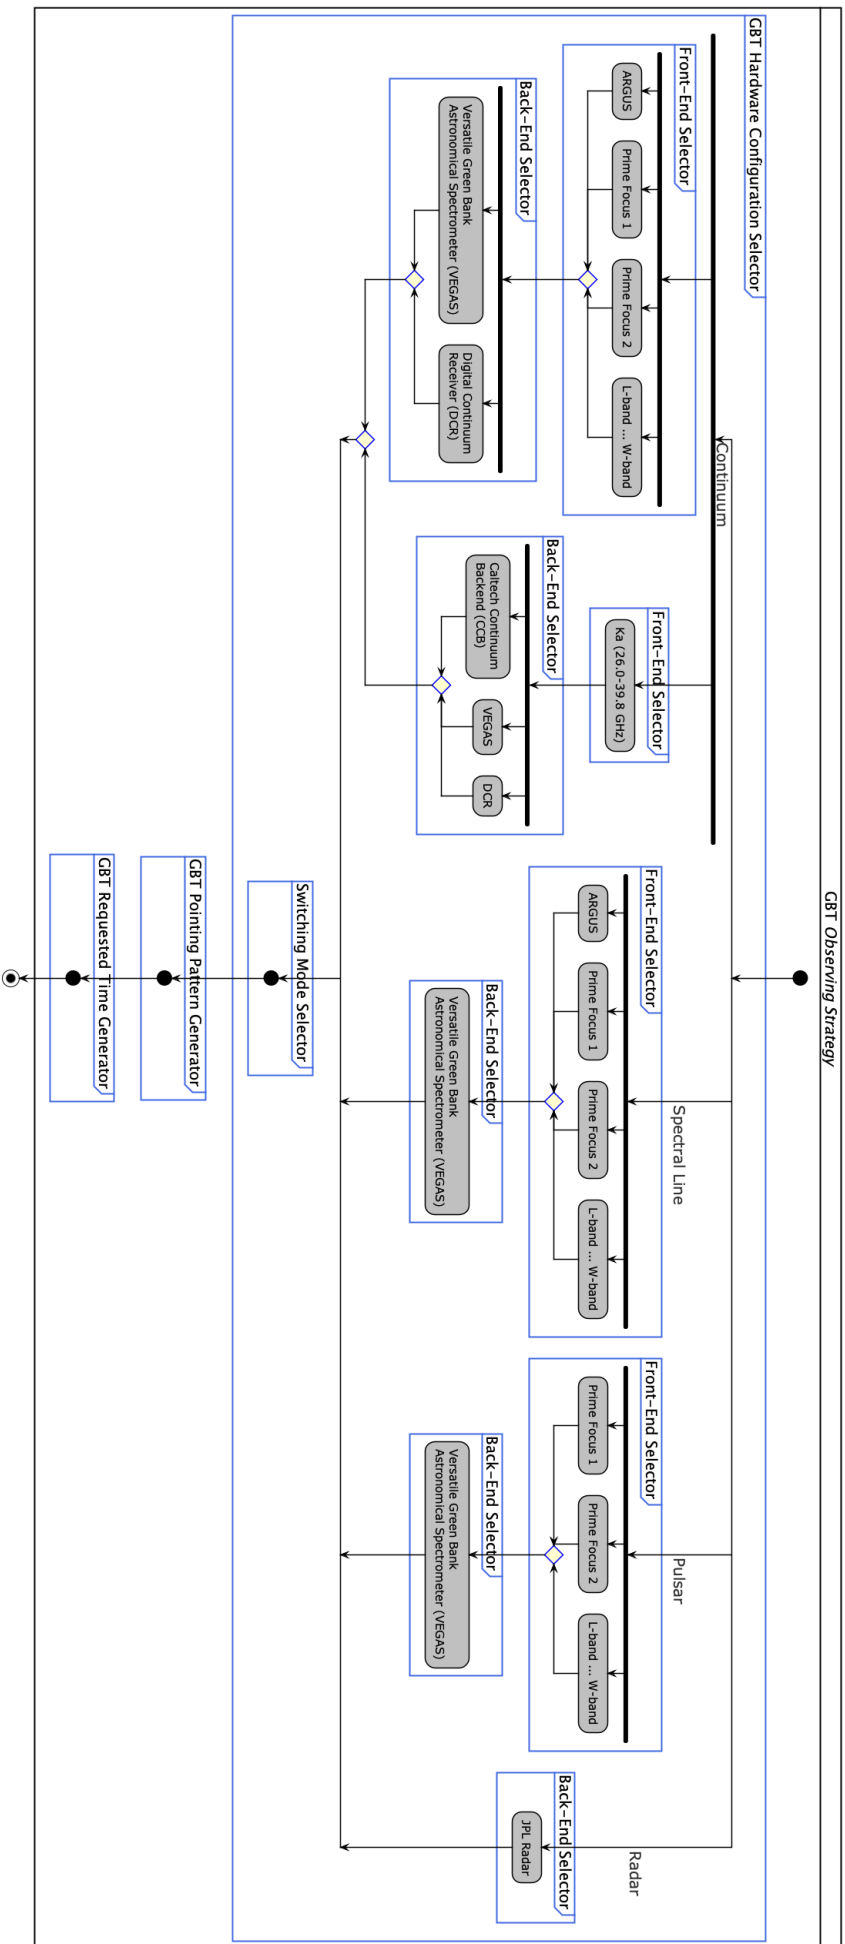 GBT Observing Strategy
GBT Hardware Configuration Selector
Continuum
Front-End Selector
ARGUS
Prime Focus 1
Prime Focus 2
L-band ... W-band
Back-End Selector
Versatile Green Bank
Astronomical Spectrometer (VEGAS)
Digital Continuum
Receiver (DCR)
Front-End Selector
Ka (26.0-39.8 GHz)
Back-End Selector
Caltech Continuum
Backend (CCB)
VEGAS
DCR
Spectral Line
Front-End Selector
ARGUS
Prime Focus 1
Prime Focus 2
L-band ... W-band
Back-End Selector
Versatile Green Bank
Astronomical Spectrometer (VEGAS)
Pulsar
Front-End Selector
Prime Focus 1
Prime Focus 2
L-band ... W-band
Back-End Selector
Versatile Green Bank
Astronomical Spectrometer (VEGAS)
Radar
Back-End Selector
JPL Radar
Switching Mode Selector
GBT Pointing Pattern Generator
GBT Requested Time Generator